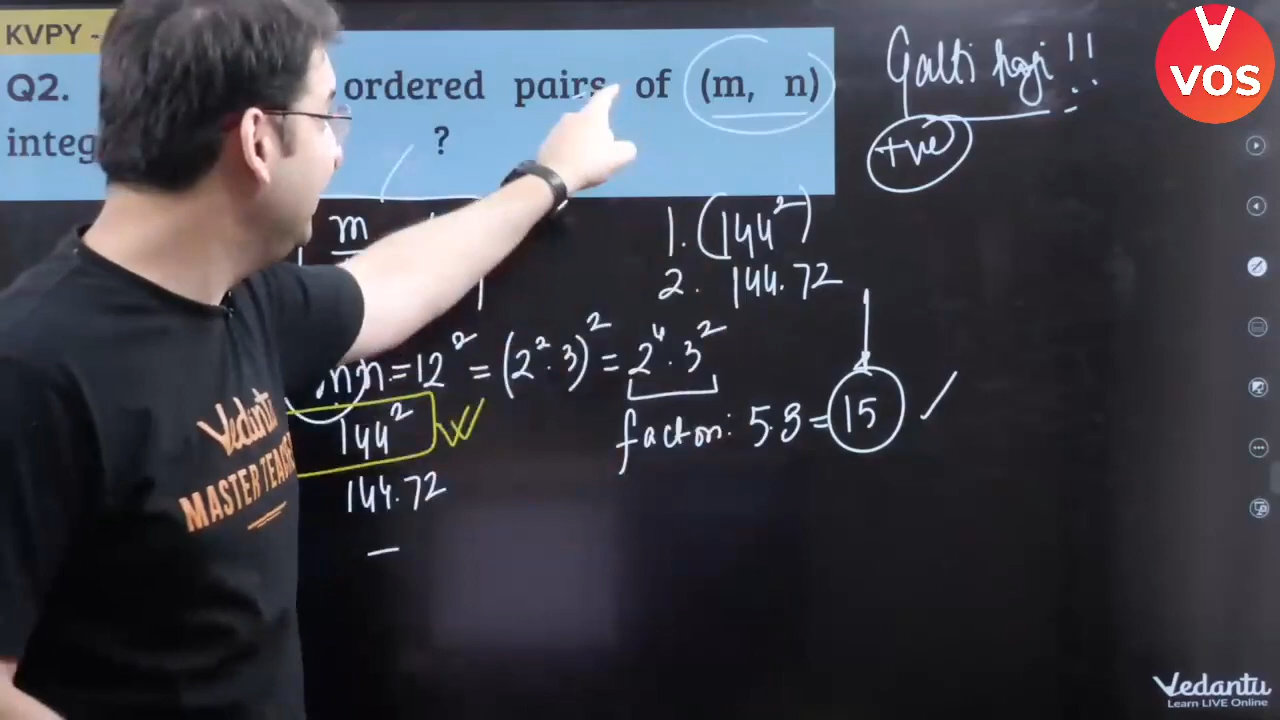 KVPY -
Q2. ordered pairs of (m, n)
integ ?
Galti hogi !!
+ve
VOS
m
1. (144²)
2. 144.72
mn = 12² = (2².3)² = 2⁴.3²
factor: 5.3 = 15 ✓
144²
144.72
Vedantu
MASTER TEAC
Vedantu
Learn LIVE Online